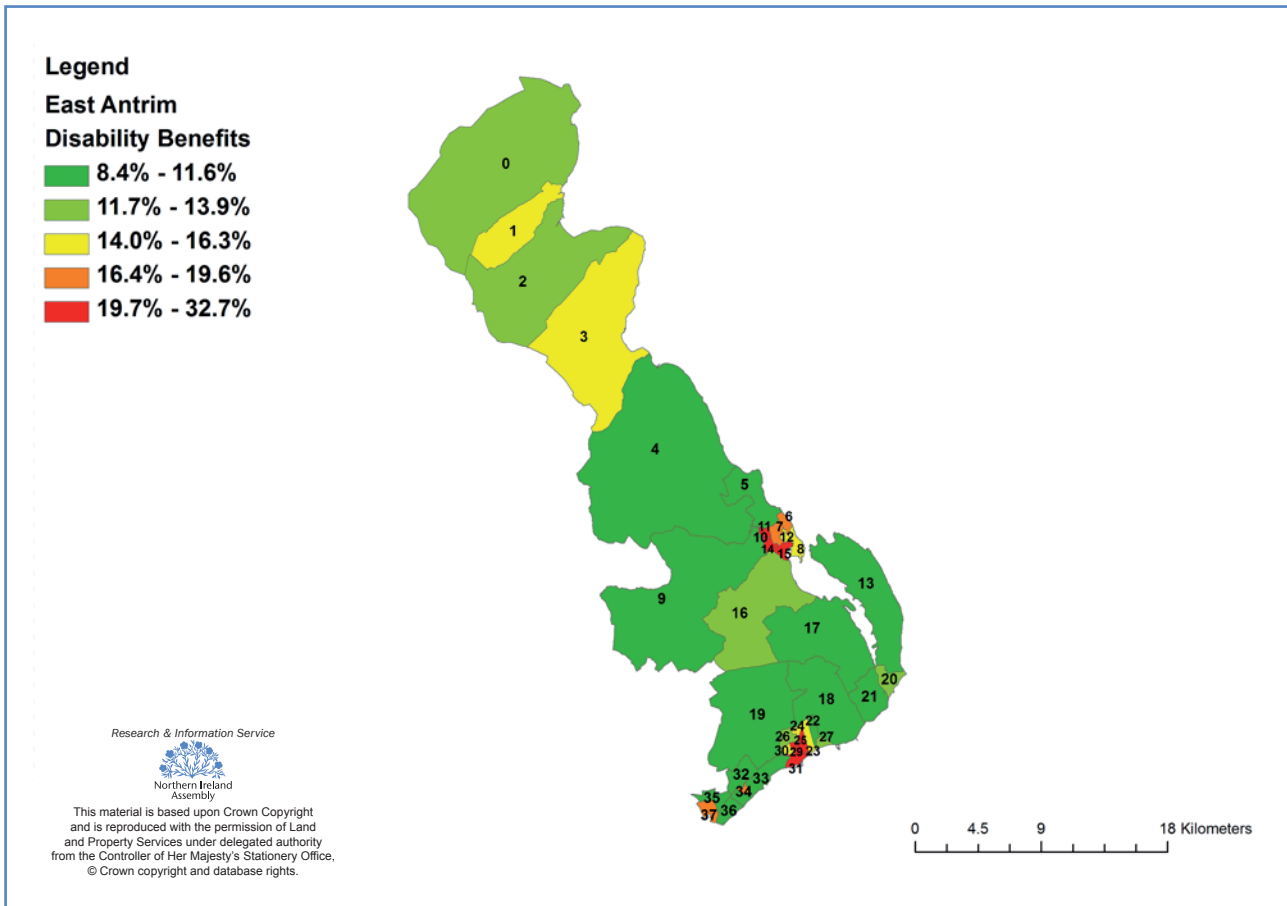 Legend
East Antrim
Disability Benefits
8.4% - 11.6%
11.7% - 13.9%
14.0% - 16.3%
16.4% - 19.6%
19.7% - 32.7%
0
1
2
3
4
5
6
11 7
10 12
14 15 8
13
9
16
17
20
21
18
19
24 22
26 25 27
30 29 23
31
32 33
34
35
37 36
Research & Information Service
Northern Ireland
Assembly
This material is based upon Crown Copyright
and is reproduced with the permission of Land
and Property Services under delegated authority
from the Controller of Her Majesty's Stationery Office,
© Crown copyright and database rights.
0 4.5 9 18 Kilometers